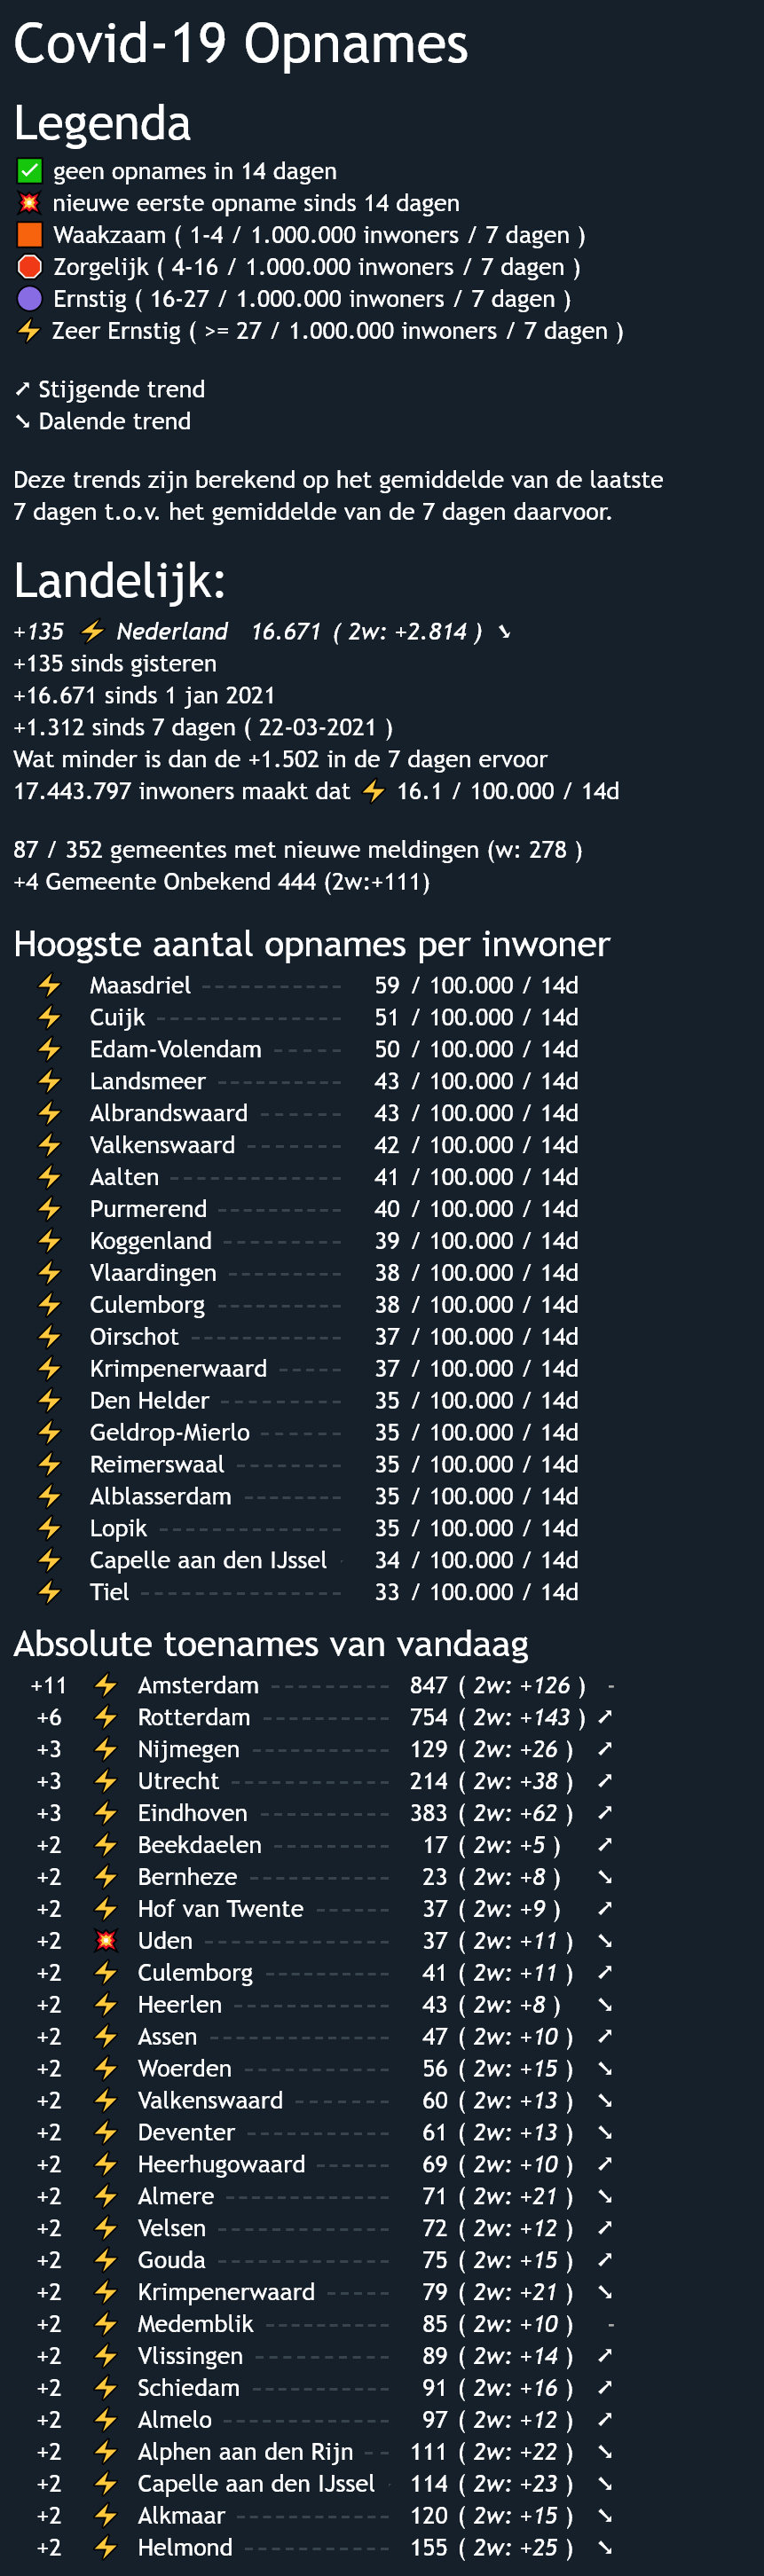 Covid-19 Opnames
Legenda
✅ geen opnames in 14 dagen
💥 nieuwe eerste opname sinds 14 dagen
🟧 Waakzaam ( 1-4 / 1.000.000 inwoners / 7 dagen )
🛑 Zorgelijk ( 4-16 / 1.000.000 inwoners / 7 dagen )
🟣 Ernstig ( 16-27 / 1.000.000 inwoners / 7 dagen )
⚡ Zeer Ernstig ( >= 27 / 1.000.000 inwoners / 7 dagen )
➚ Stijgende trend
➘ Dalende trend
Deze trends zijn berekend op het gemiddelde van de laatste
7 dagen t.o.v. het gemiddelde van de 7 dagen daarvoor.
Landelijk:
+135 ⚡ Nederland 16.671 ( 2w: +2.814 ) ➘
+135 sinds gisteren
+16.671 sinds 1 jan 2021
+1.312 sinds 7 dagen ( 22-03-2021 )
Wat minder is dan de +1.502 in de 7 dagen ervoor
17.443.797 inwoners maakt dat ⚡ 16.1 / 100.000 / 14d
87 / 352 gemeentes met nieuwe meldingen (w: 278 )
+4 Gemeente Onbekend 444 (2w:+111)
Hoogste aantal opnames per inwoner
⚡ Maasdriel ----------- 59 / 100.000 / 14d
⚡ Cuijk -------------- 51 / 100.000 / 14d
⚡ Edam-Volendam ----- 50 / 100.000 / 14d
⚡ Landsmeer ---------- 43 / 100.000 / 14d
⚡ Albrandswaard ------ 43 / 100.000 / 14d
⚡ Valkenswaard ------- 42 / 100.000 / 14d
⚡ Aalten ------------- 41 / 100.000 / 14d
⚡ Purmerend ---------- 40 / 100.000 / 14d
⚡ Koggenland --------- 39 / 100.000 / 14d
⚡ Vlaardingen --------- 38 / 100.000 / 14d
⚡ Culemborg ---------- 38 / 100.000 / 14d
⚡ Oirschot ------------ 37 / 100.000 / 14d
⚡ Krimpenerwaard ----- 37 / 100.000 / 14d
⚡ Den Helder ---------- 35 / 100.000 / 14d
⚡ Geldrop-Mierlo ------ 35 / 100.000 / 14d
⚡ Reimerswaal -------- 35 / 100.000 / 14d
⚡ Alblasserdam ------- 35 / 100.000 / 14d
⚡ Lopik -------------- 35 / 100.000 / 14d
⚡ Capelle aan den IJssel - 34 / 100.000 / 14d
⚡ Tiel ---------------- 33 / 100.000 / 14d
Absolute toenames van vandaag
+11 ⚡ Amsterdam ---------- 847 ( 2w: +126 ) -
+6 ⚡ Rotterdam ----------- 754 ( 2w: +143 ) ➚
+3 ⚡ Nijmegen ------------ 129 ( 2w: +26 ) ➚
+3 ⚡ Utrecht ------------- 214 ( 2w: +38 ) ➚
+3 ⚡ Eindhoven ----------- 383 ( 2w: +62 ) ➚
+2 ⚡ Beekdaelen ---------- 17 ( 2w: +5 ) ➚
+2 ⚡ Bernheze ------------ 23 ( 2w: +8 ) ➘
+2 ⚡ Hof van Twente ------ 37 ( 2w: +9 ) ➚
+2 💥 Uden ---------------- 37 ( 2w: +11 ) ➘
+2 ⚡ Culemborg ----------- 41 ( 2w: +11 ) ➚
+2 ⚡ Heerlen ------------- 43 ( 2w: +8 ) ➘
+2 ⚡ Assen --------------- 47 ( 2w: +10 ) ➚
+2 ⚡ Woerden ------------ 56 ( 2w: +15 ) ➘
+2 ⚡ Valkenswaard ------- 60 ( 2w: +13 ) ➘
+2 ⚡ Deventer ------------ 61 ( 2w: +13 ) ➘
+2 ⚡ Heerhugowaard ------ 69 ( 2w: +10 ) ➚
+2 ⚡ Almere -------------- 71 ( 2w: +21 ) ➘
+2 ⚡ Velsen -------------- 72 ( 2w: +12 ) ➚
+2 ⚡ Gouda --------------- 75 ( 2w: +15 ) ➚
+2 ⚡ Krimpenerwaard ----- 79 ( 2w: +21 ) ➘
+2 ⚡ Medemblik ---------- 85 ( 2w: +10 ) -
+2 ⚡ Vlissingen ----------- 89 ( 2w: +14 ) ➚
+2 ⚡ Schiedam ----------- 91 ( 2w: +16 ) ➚
+2 ⚡ Almelo -------------- 97 ( 2w: +12 ) ➚
+2 ⚡ Alphen aan den Rijn -- 111 ( 2w: +22 ) ➘
+2 ⚡ Capelle aan den IJssel - 114 ( 2w: +23 ) ➘
+2 ⚡ Alkmaar ------------- 120 ( 2w: +15 ) ➘
+2 ⚡ Helmond ------------ 155 ( 2w: +25 ) ➘